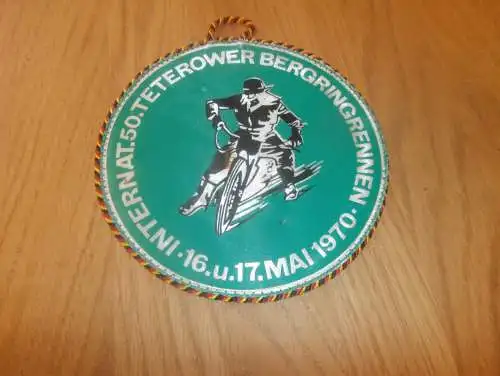 INTERNAT. 50. TETEROWER BERGRINGRENNEN
· 16. u. 17. MAI 1970 ·